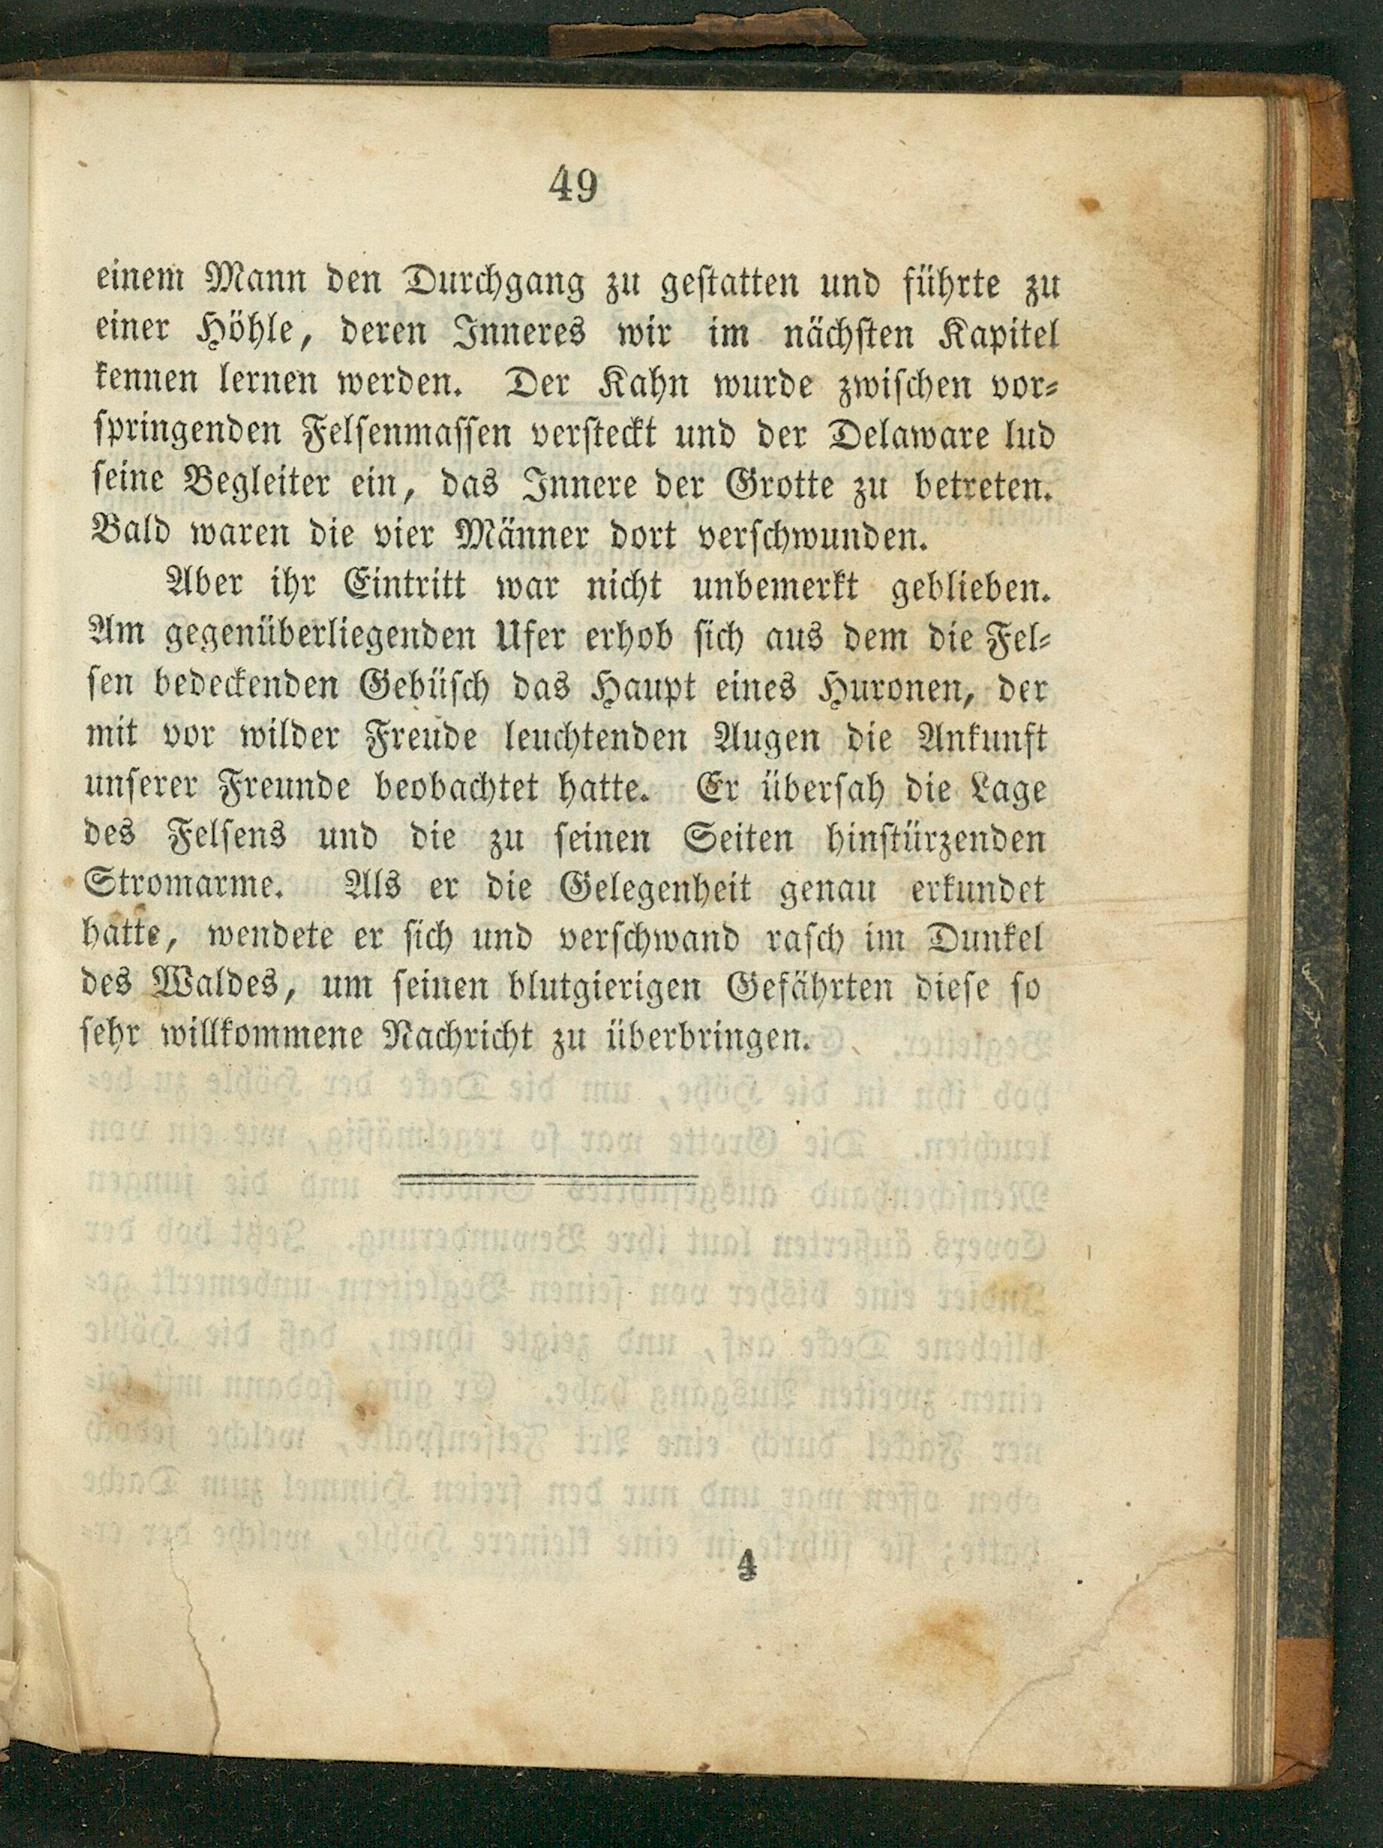 49
einem Mann den Durchgang zu geſtatten und führte zu
einer Höhle, deren Inneres wir im nächſten Kapitel
kennen lernen werden. Der Kahn wurde zwiſchen vor⸗
ſpringenden Felſenmaſſen verſteckt und der Delaware lud
ſeine Begleiter ein, das Innere der Grotte zu betreten.
Bald waren die vier Männer dort verſchwunden.
Aber ihr Eintritt war nicht unbemerkt geblieben.
Am gegenüberliegenden Ufer erhob ſich aus dem die Fel⸗
ſen bedeckenden Gebüſch das Haupt eines Huronen, der
mit vor wilder Freude leuchtenden Augen die Ankunft
unſerer Freunde beobachtet hatte. Er überſah die Lage
des Felſens und die zu ſeinen Seiten hinſtürzenden
Stromarme. Als er die Gelegenheit genau erkundet
hatte, wendete er ſich und verſchwand raſch im Dunkel
des Waldes, um ſeinen blutgierigen Gefährten dieſe ſo
ſehr willkommene Nachricht zu überbringen.
4